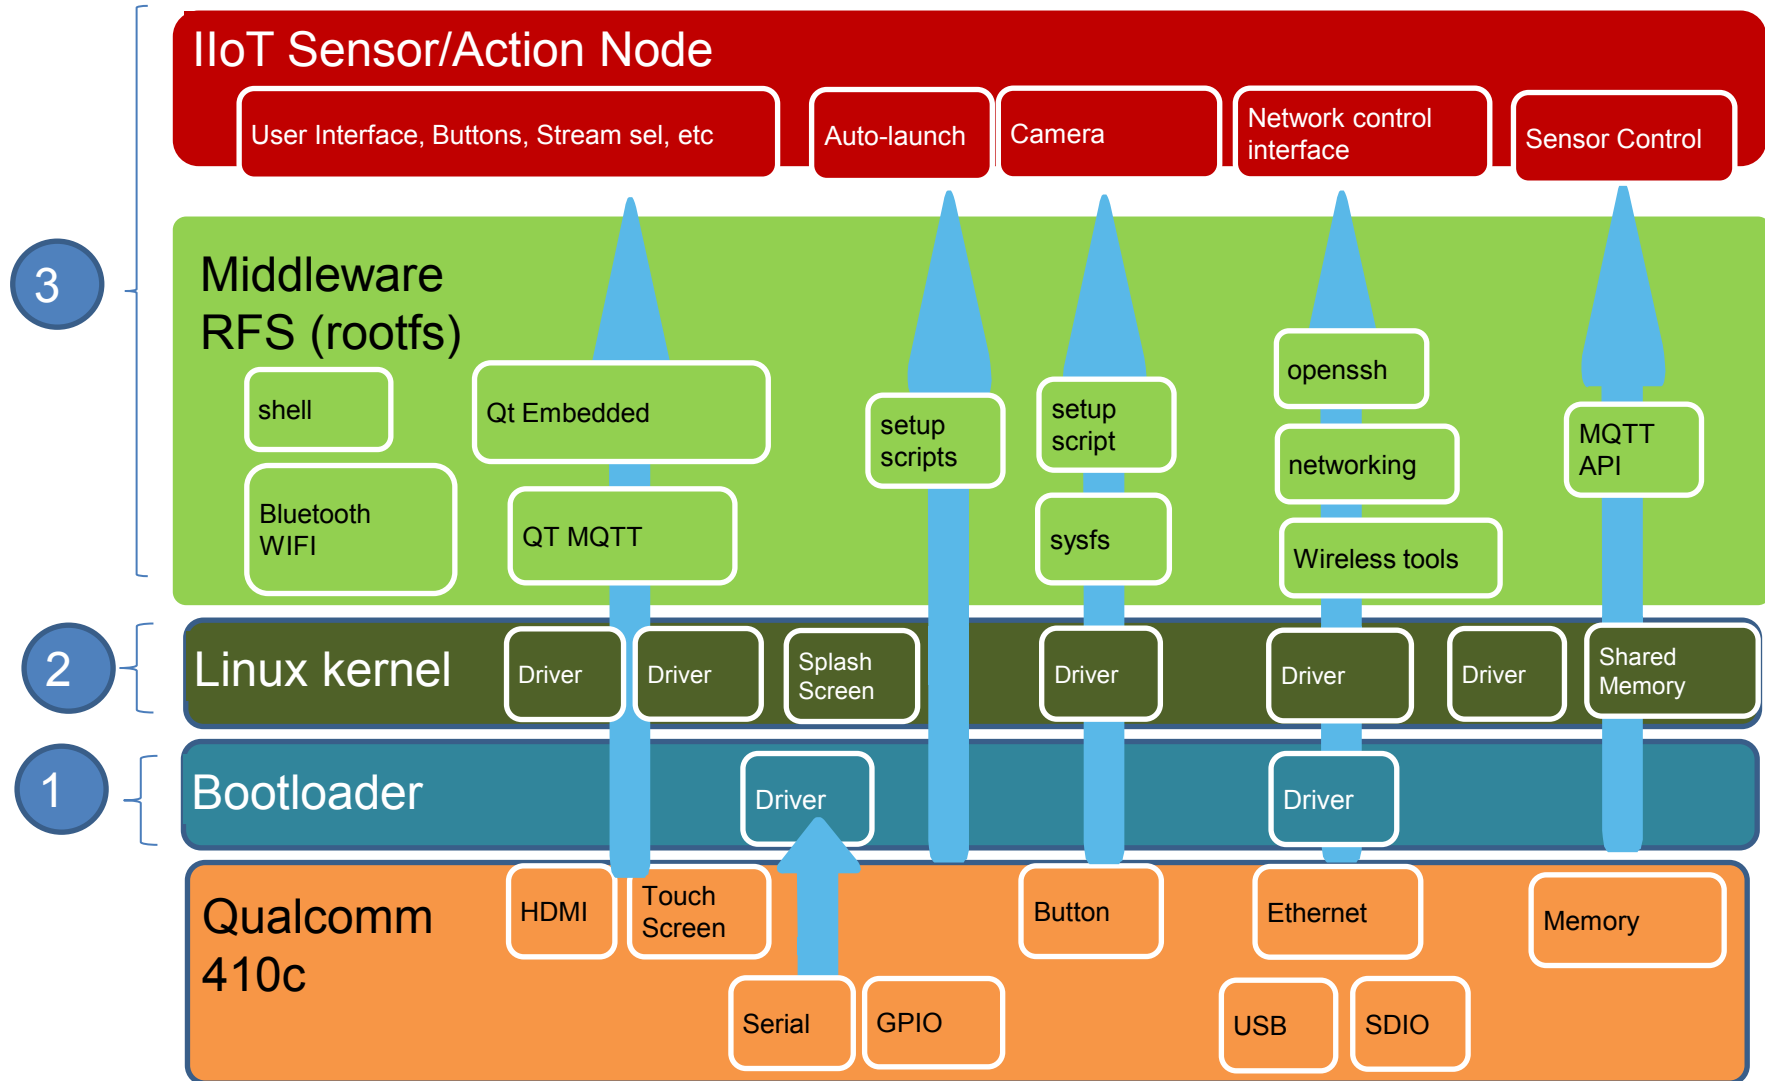 IIoT Sensor/Action Node
User Interface, Buttons, Stream sel, etc
Auto-launch
Camera
Network control
interface
Sensor Control
3
Middleware
RFS (rootfs)
shell
Qt Embedded
setup
scripts
setup
script
openssh
networking
MQTT
API
Bluetooth
WIFI
QT MQTT
sysfs
Wireless tools
2
Linux kernel
Driver
Driver
Splash
Screen
Driver
Driver
Driver
Shared
Memory
1
Bootloader
Driver
Driver
Qualcomm
410c
HDMI
Touch
Screen
Button
Ethernet
Memory
Serial
GPIO
USB
SDIO